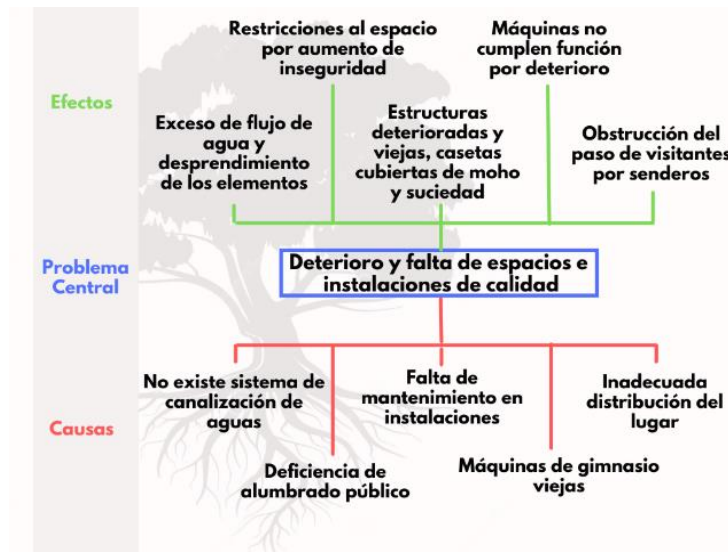 Efectos
Restricciones al espacio
por aumento de
inseguridad
Máquinas no
cumplen función
por deterioro
Exceso de flujo de
agua y
desprendimiento
de los elementos
Estructuras
deterioradas y
viejas, casetas
cubiertas de moho
y suciedad
Obstrucción del
paso de visitantes
por senderos
Problema
Central
Deterioro y falta de espacios e
instalaciones de calidad
Causas
No existe sistema de
canalización de
aguas
Falta de
mantenimiento en
instalaciones
Inadecuada
distribución del
lugar
Deficiencia de
alumbrado público
Máquinas de gimnasio
viejas